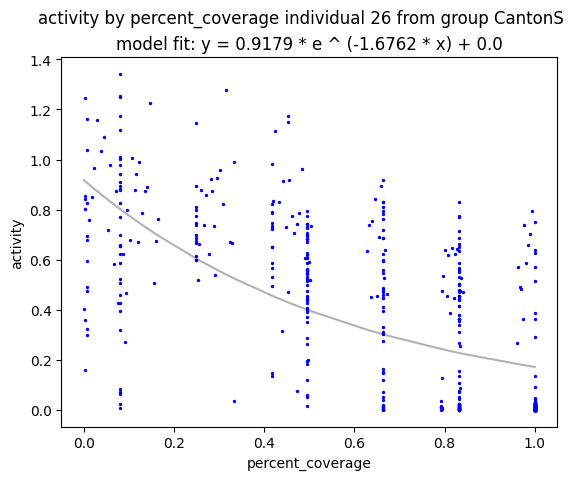 activity by percent_coverage individual 26 from group CantonS
model fit: y = 0.9179 * e ^ (-1.6762 * x) + 0.0
1.4
1.2
1.0
0.8
0.6
0.4
0.2
0.0
activity
0.0 0.2 0.4 0.6 0.8 1.0
percent_coverage